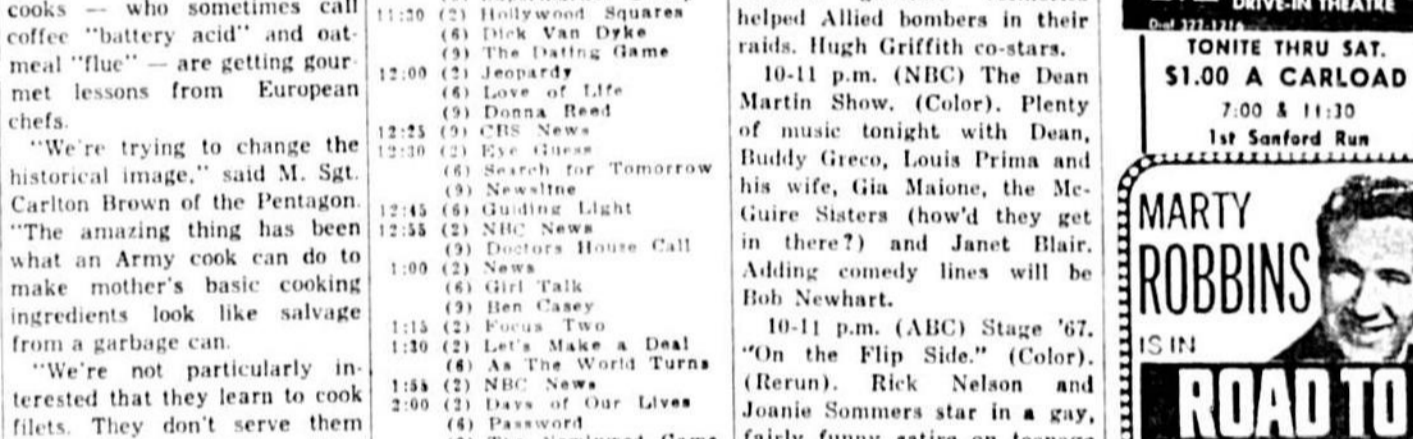 cooks — who sometimes call
coffee "battery acid" and oat-
meal "flue" — are getting gour-
met lessons from European
chefs.
"We're trying to change the
historical image," said M. Sgt.
Carlton Brown of the Pentagon.
"The amazing thing has been
what an Army cook can do to
make mother's basic cooking
ingredients look like salvage
from a garbage can.
"We're not particularly in-
terested that they learn to cook
filets. They don't serve them
11:30 (2) Hollywood Squares
(6) Dick Van Dyke
(9) The Dating Game
12:00 (2) Jeopardy
(6) Love of Life
(9) Donna Reed
12:25 (9) CBS News
12:30 (2) Eye Guess
(6) Search for Tomorrow
(9) Newsline
12:45 (6) Guiding Light
12:55 (2) NBC News
(9) Doctors House Call
1:00 (2) News
(6) Girl Talk
(9) Ben Casey
1:15 (2) Focus Two
1:30 (2) Let's Make a Deal
(6) As The World Turns
1:55 (2) NBC News
2:00 (2) Days of Our Lives
(6) Password
helped Allied bombers in their
raids. Hugh Griffith co-stars.
10-11 p.m. (NBC) The Dean
Martin Show. (Color). Plenty
of music tonight with Dean,
Buddy Greco, Louis Prima and
his wife, Gia Maione, the Mc-
Guire Sisters (how'd they get
in there?) and Janet Blair.
Adding comedy lines will be
Bob Newhart.
10-11 p.m. (ABC) Stage '67.
"On the Flip Side." (Color).
(Rerun). Rick Nelson and
Joanie Sommers star in a gay,
fairly funny satire on teenage
DRIVE-IN THEATRE
TONITE THRU SAT.
$1.00 A CARLOAD
7:00 & 11:30
1st Sanford Run
MARTY
ROBBINS
IS IN
ROAD TO